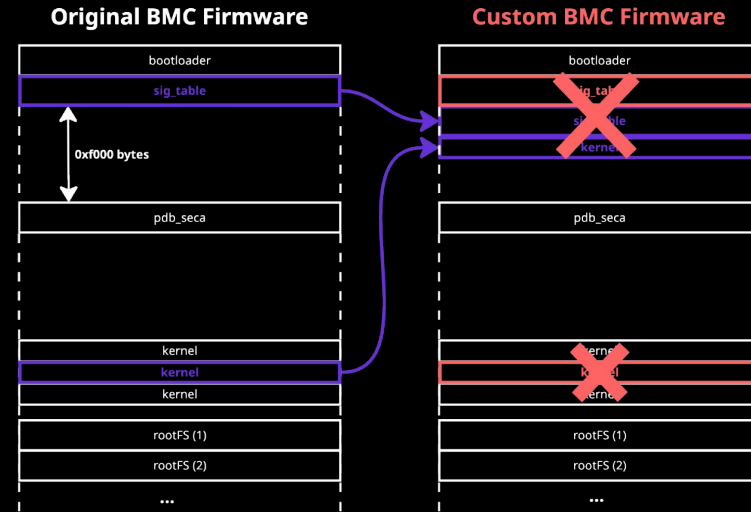 Original BMC Firmware
bootloader
sig_table
0xf000 bytes
pdb_seca
kernel
kernel
kernel
rootFS (1)
rootFS (2)
...
Custom BMC Firmware
bootloader
pdb_seca
rootFS (1)
rootFS (2)
...